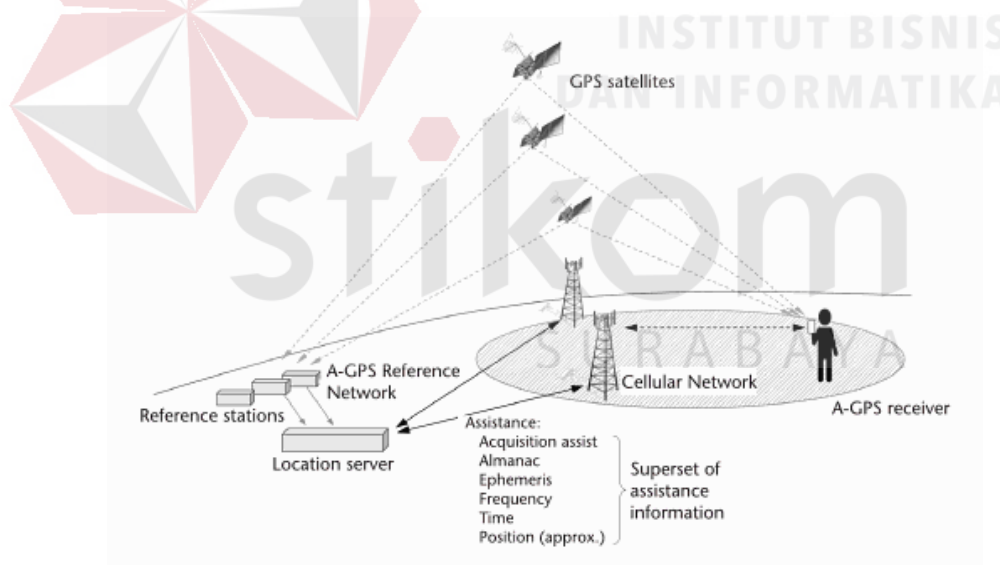 INSTITUT BISNIS
DAN INFORMATIKA
stikom
SURABAYA
GPS satellites
A-GPS Reference
Network
Reference stations
Location server
Cellular Network
A-GPS receiver
Assistance:
Acquisition assist
Almanac
Ephemeris
Frequency
Time
Position (approx.)
Superset of
assistance
information